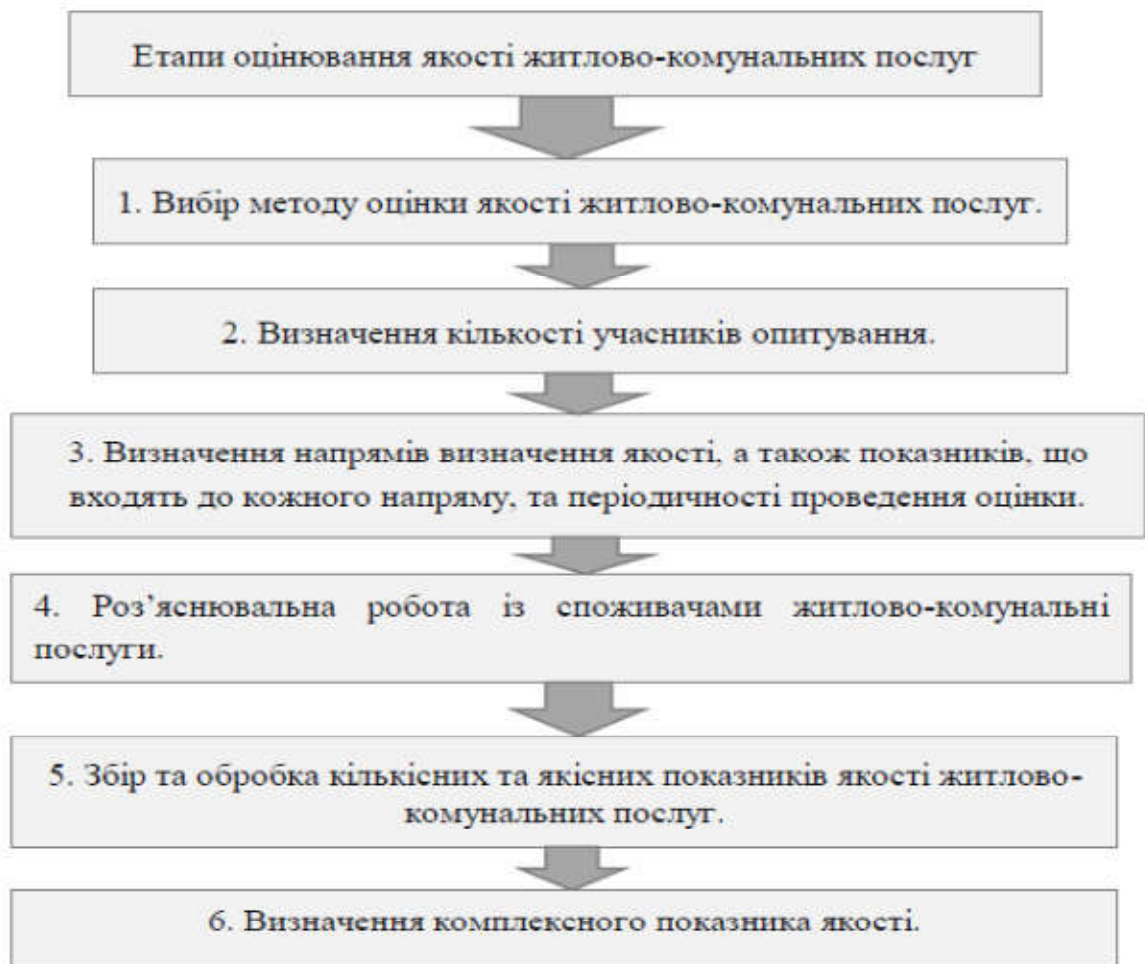 Етапи оцінювання якості житлово-комунальних послуг
1. Вибір методу оцінки якості житлово-комунальних послуг.
2. Визначення кількості учасників опитування.
3. Визначення напрямів визначення якості, а також показників, що
входять до кожного напряму, та періодичності проведення оцінки.
4. Роз’яснювальна робота із споживачами житлово-комунальні
послуги.
5. Збір та обробка кількісних та якісних показників якості житлово-
комунальних послуг.
6. Визначення комплексного показника якості.